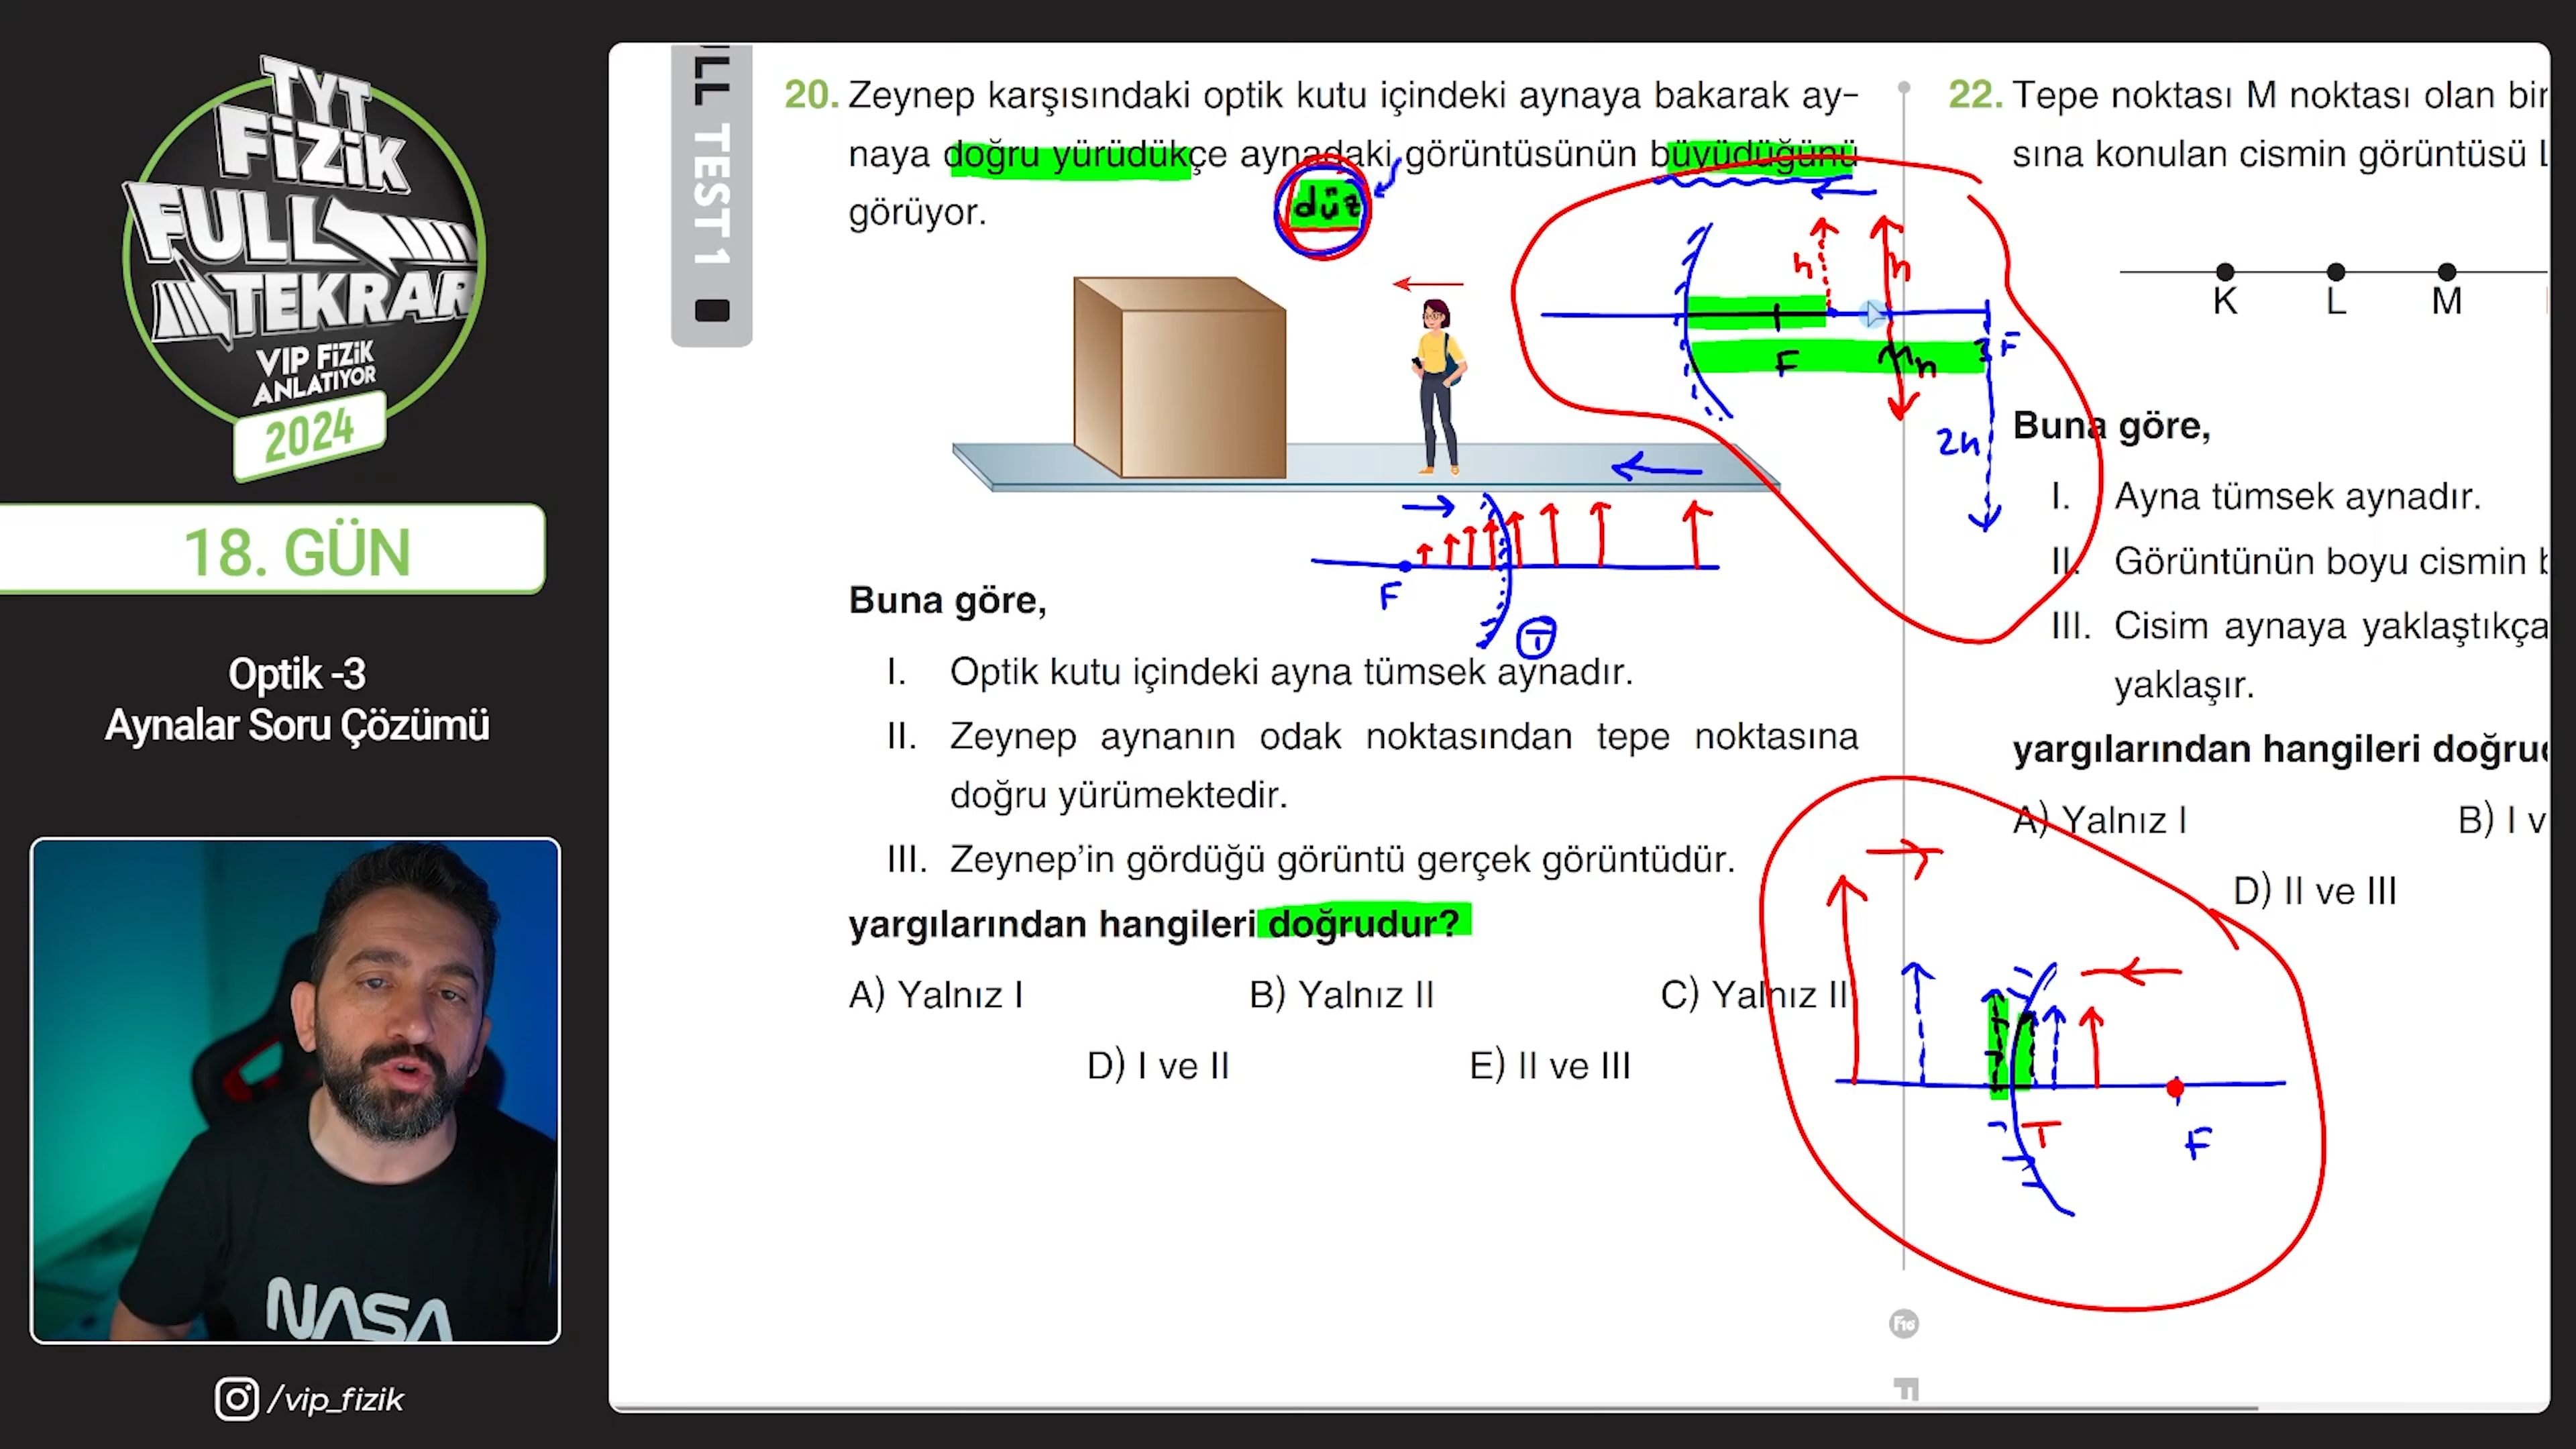 TYT
FİZİK
FULL
TEKRAR
VIP FİZİK
ANLATIYOR
2024
18. GÜN
Optik -3
Aynalar Soru Çözümü
NASA
/vip_fizik
TEST 1
20. Zeynep karşısındaki optik kutu içindeki aynaya bakarak ay-
naya doğru yürüdükçe aynadaki görüntüsünün büyüdüğünü
görüyor.
düz
h
h
F
M
h
3F
2h
F
T
Buna göre,
I. Optik kutu içindeki ayna tümsek aynadır.
II. Zeynep aynanın odak noktasından tepe noktasına
doğru yürümektedir.
III. Zeynep'in gördüğü görüntü gerçek görüntüdür.
yargılarından hangileri doğrudur?
A) Yalnız I
B) Yalnız II
C) Yalnız II
D) I ve II
E) II ve III
T
F
22. Tepe noktası M noktası olan bir
sına konulan cismin görüntüsü L
K
L
M
Buna göre,
I. Ayna tümsek aynadır.
II. Görüntünün boyu cismin
III. Cisim aynaya yaklaştıkça
yaklaşır.
yargılarından hangileri
A) Yalnız I
B) I v
D) II ve III